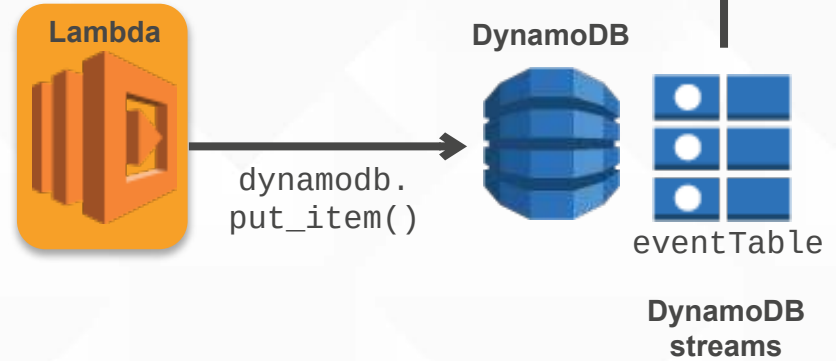 Lambda
DynamoDB
dynamodb.
put_item()
eventTable
DynamoDB
streams